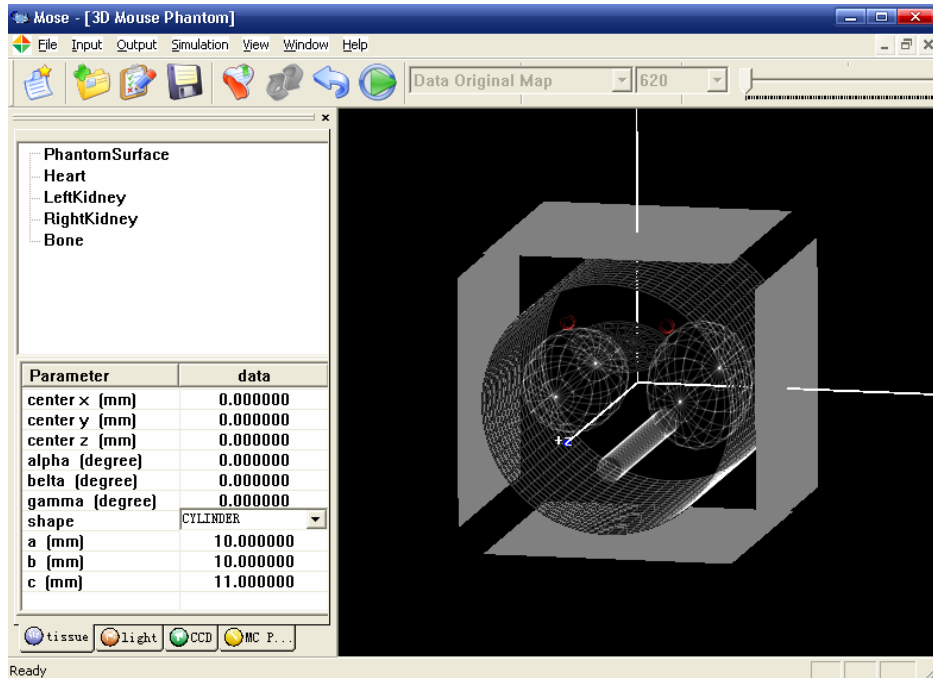 Mose - [3D Mouse Phantom]
File Input Output Simulation View Window Help
Data Original Map 620
PhantomSurface
Heart
LeftKidney
RightKidney
Bone
Parameter data
center x (mm) 0.000000
center y (mm) 0.000000
center z (mm) 0.000000
alpha (degree) 0.000000
belta (degree) 0.000000
gamma (degree) 0.000000
shape CYLINDER
a (mm) 10.000000
b (mm) 10.000000
c (mm) 11.000000
tissue light CCD MC P...
+z
Ready